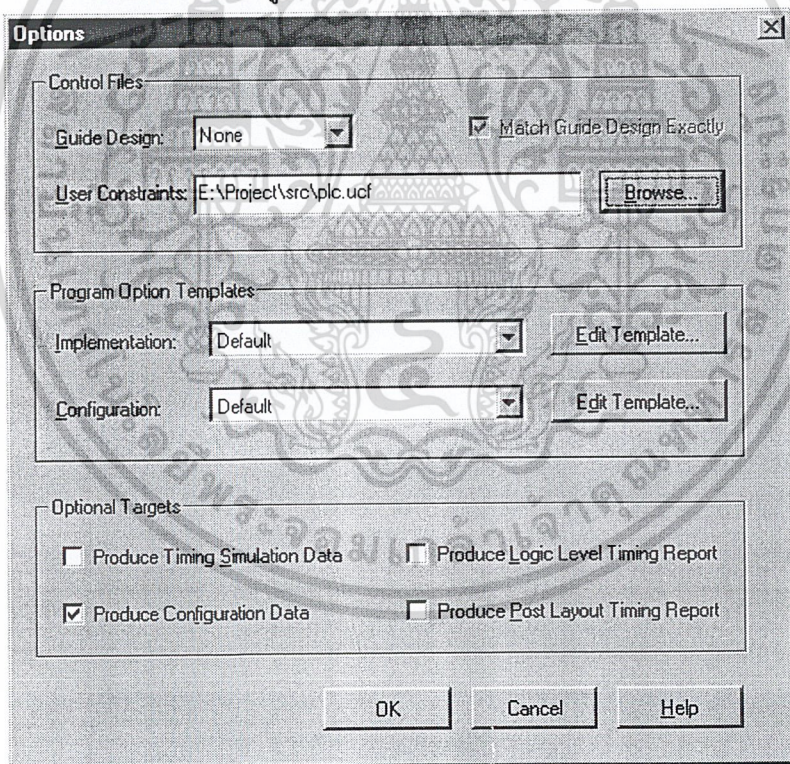 Options
Control Files
Guide Design: None Match Guide Design Exactly
User Constraints: E:\Project\src\plc.ucf Browse...
Program Option Templates
Implementation: Default Edit Template...
Configuration: Default Edit Template...
Optional Targets
Produce Timing Simulation Data Produce Logic Level Timing Report
Produce Configuration Data Produce Post Layout Timing Report
OK Cancel Help